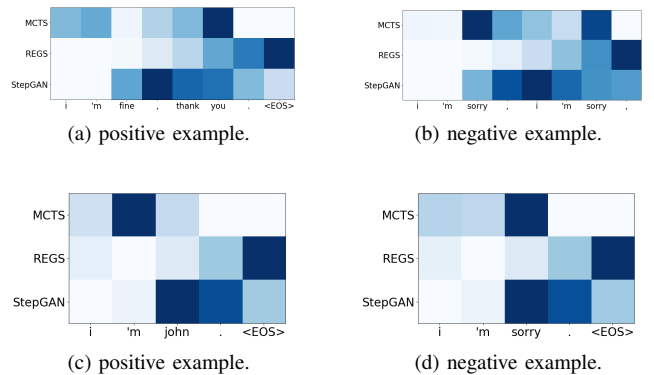 MCTS
REGS
StepGAN
i 'm fine , thank you . <EOS>
(a) positive example.
MCTS
REGS
StepGAN
i 'm sorry , i 'm sorry ,
(b) negative example.
MCTS
REGS
StepGAN
i 'm john . <EOS>
(c) positive example.
MCTS
REGS
StepGAN
i 'm sorry . <EOS>
(d) negative example.